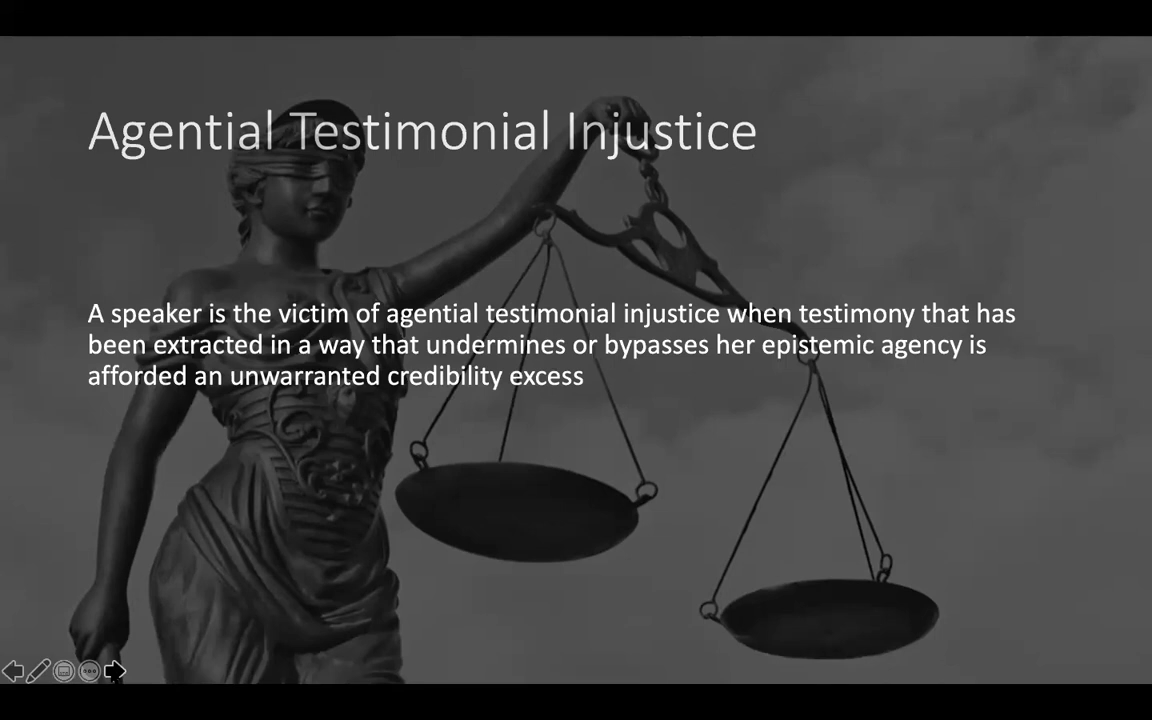 Agential Testimonial Injustice
A speaker is the victim of agential testimonial injustice when testimony that has
been extracted in a way that undermines or bypasses her epistemic agency is
afforded an unwarranted credibility excess